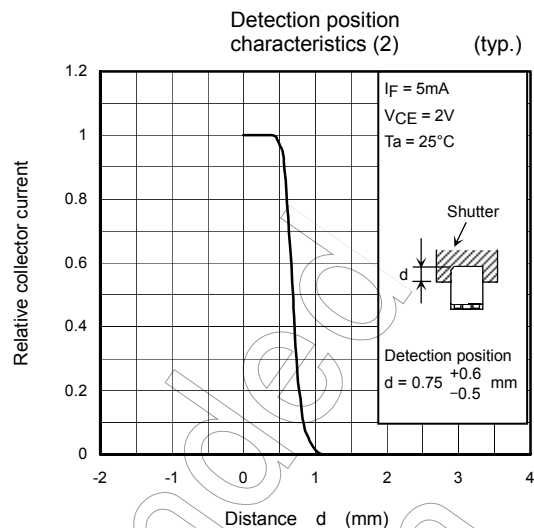 Detection position
characteristics (2) (typ.)
1.2
1
0.8
0.6
0.4
0.2
0
-2 -1 0 1 2 3 4
Relative collector current
Distance d (mm)
IF = 5mA
VCE = 2V
Ta = 25°C
Shutter
d
Detection position
d = 0.75 +0.6 −0.5 mm